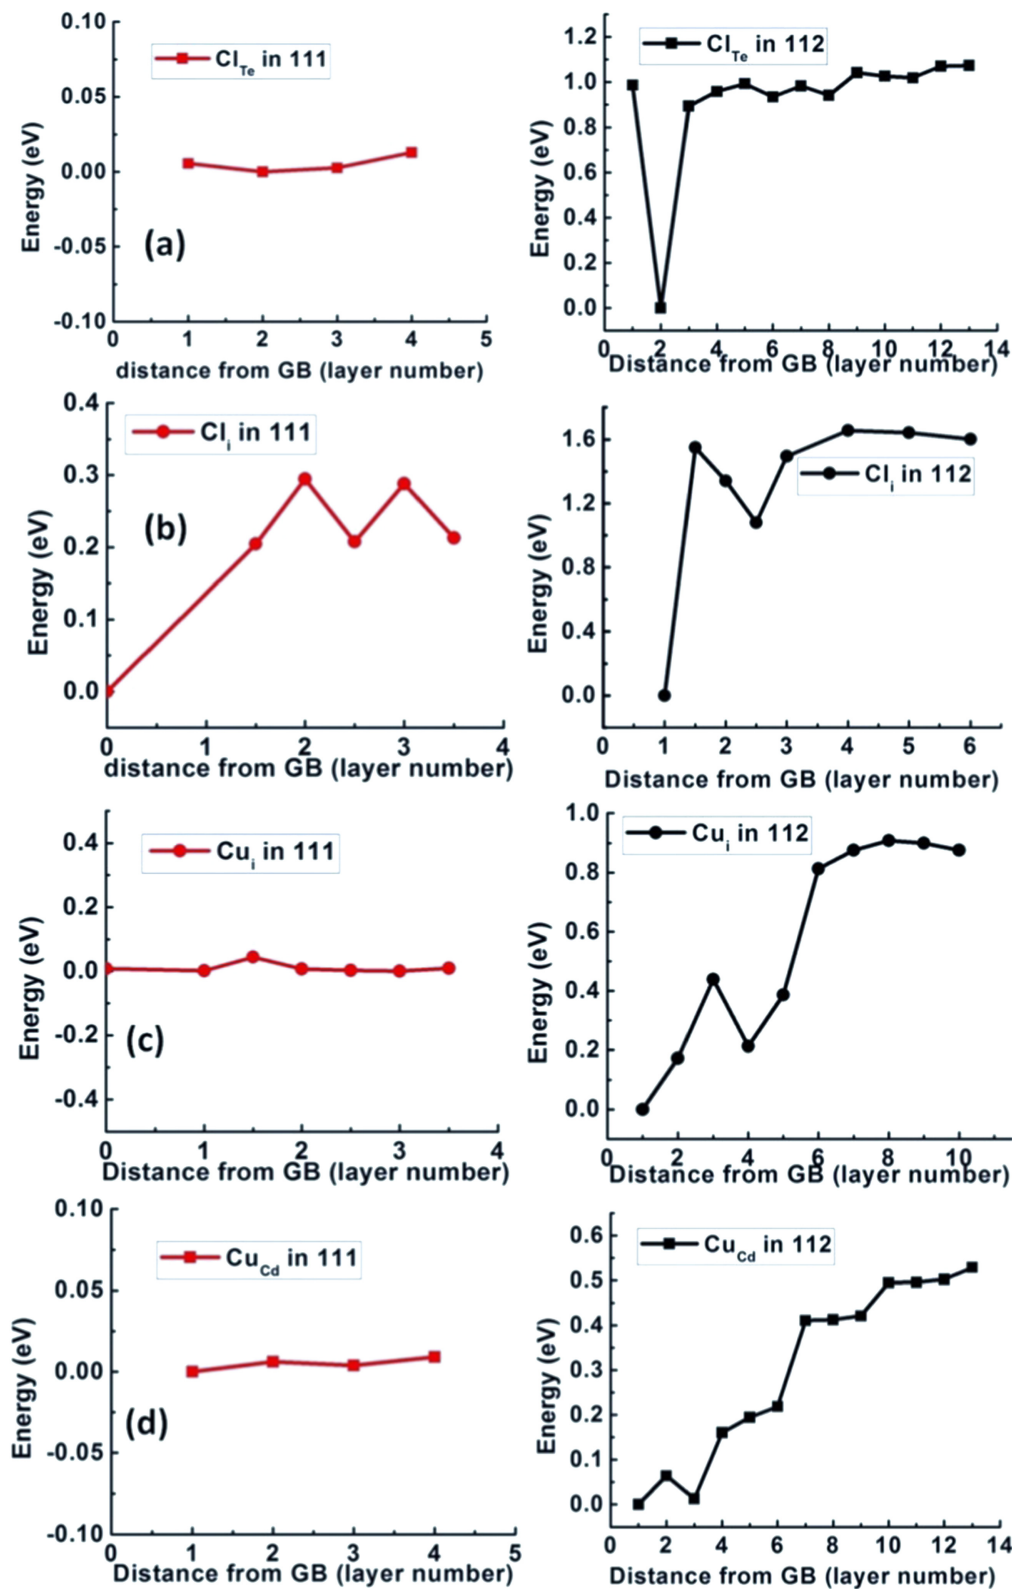 Cl_Te in 111
0.10
0.05
0.00
-0.05
-0.10
Energy (eV)
(a)
0 1 2 3 4 5
distance from GB (layer number)
Cl_Te in 112
1.2
1.0
0.8
0.6
0.4
0.2
0.0
Energy (eV)
0 2 4 6 8 10 12 14
Distance from GB (layer number)
Cl_i in 111
0.4
0.3
0.2
0.1
0.0
Energy (eV)
(b)
0 1 2 3 4
distance from GB (layer number)
Cl_i in 112
1.6
1.2
0.8
0.4
0.0
Energy (eV)
0 1 2 3 4 5 6
Distance from GB (layer number)
Cu_i in 111
0.4
0.2
0.0
-0.2
-0.4
Energy (eV)
(c)
0 1 2 3 4
Distance from GB (layer number)
Cu_i in 112
1.0
0.8
0.6
0.4
0.2
0.0
Energy (eV)
0 2 4 6 8 10
Distance from GB (layer number)
Cu_Cd in 111
0.10
0.05
0.00
-0.05
-0.10
Energy (eV)
(d)
0 1 2 3 4 5
Distance from GB (layer number)
Cu_Cd in 112
0.6
0.5
0.4
0.3
0.2
0.1
0.0
Energy (eV)
0 2 4 6 8 10 12 14
Distance from GB (layer number)